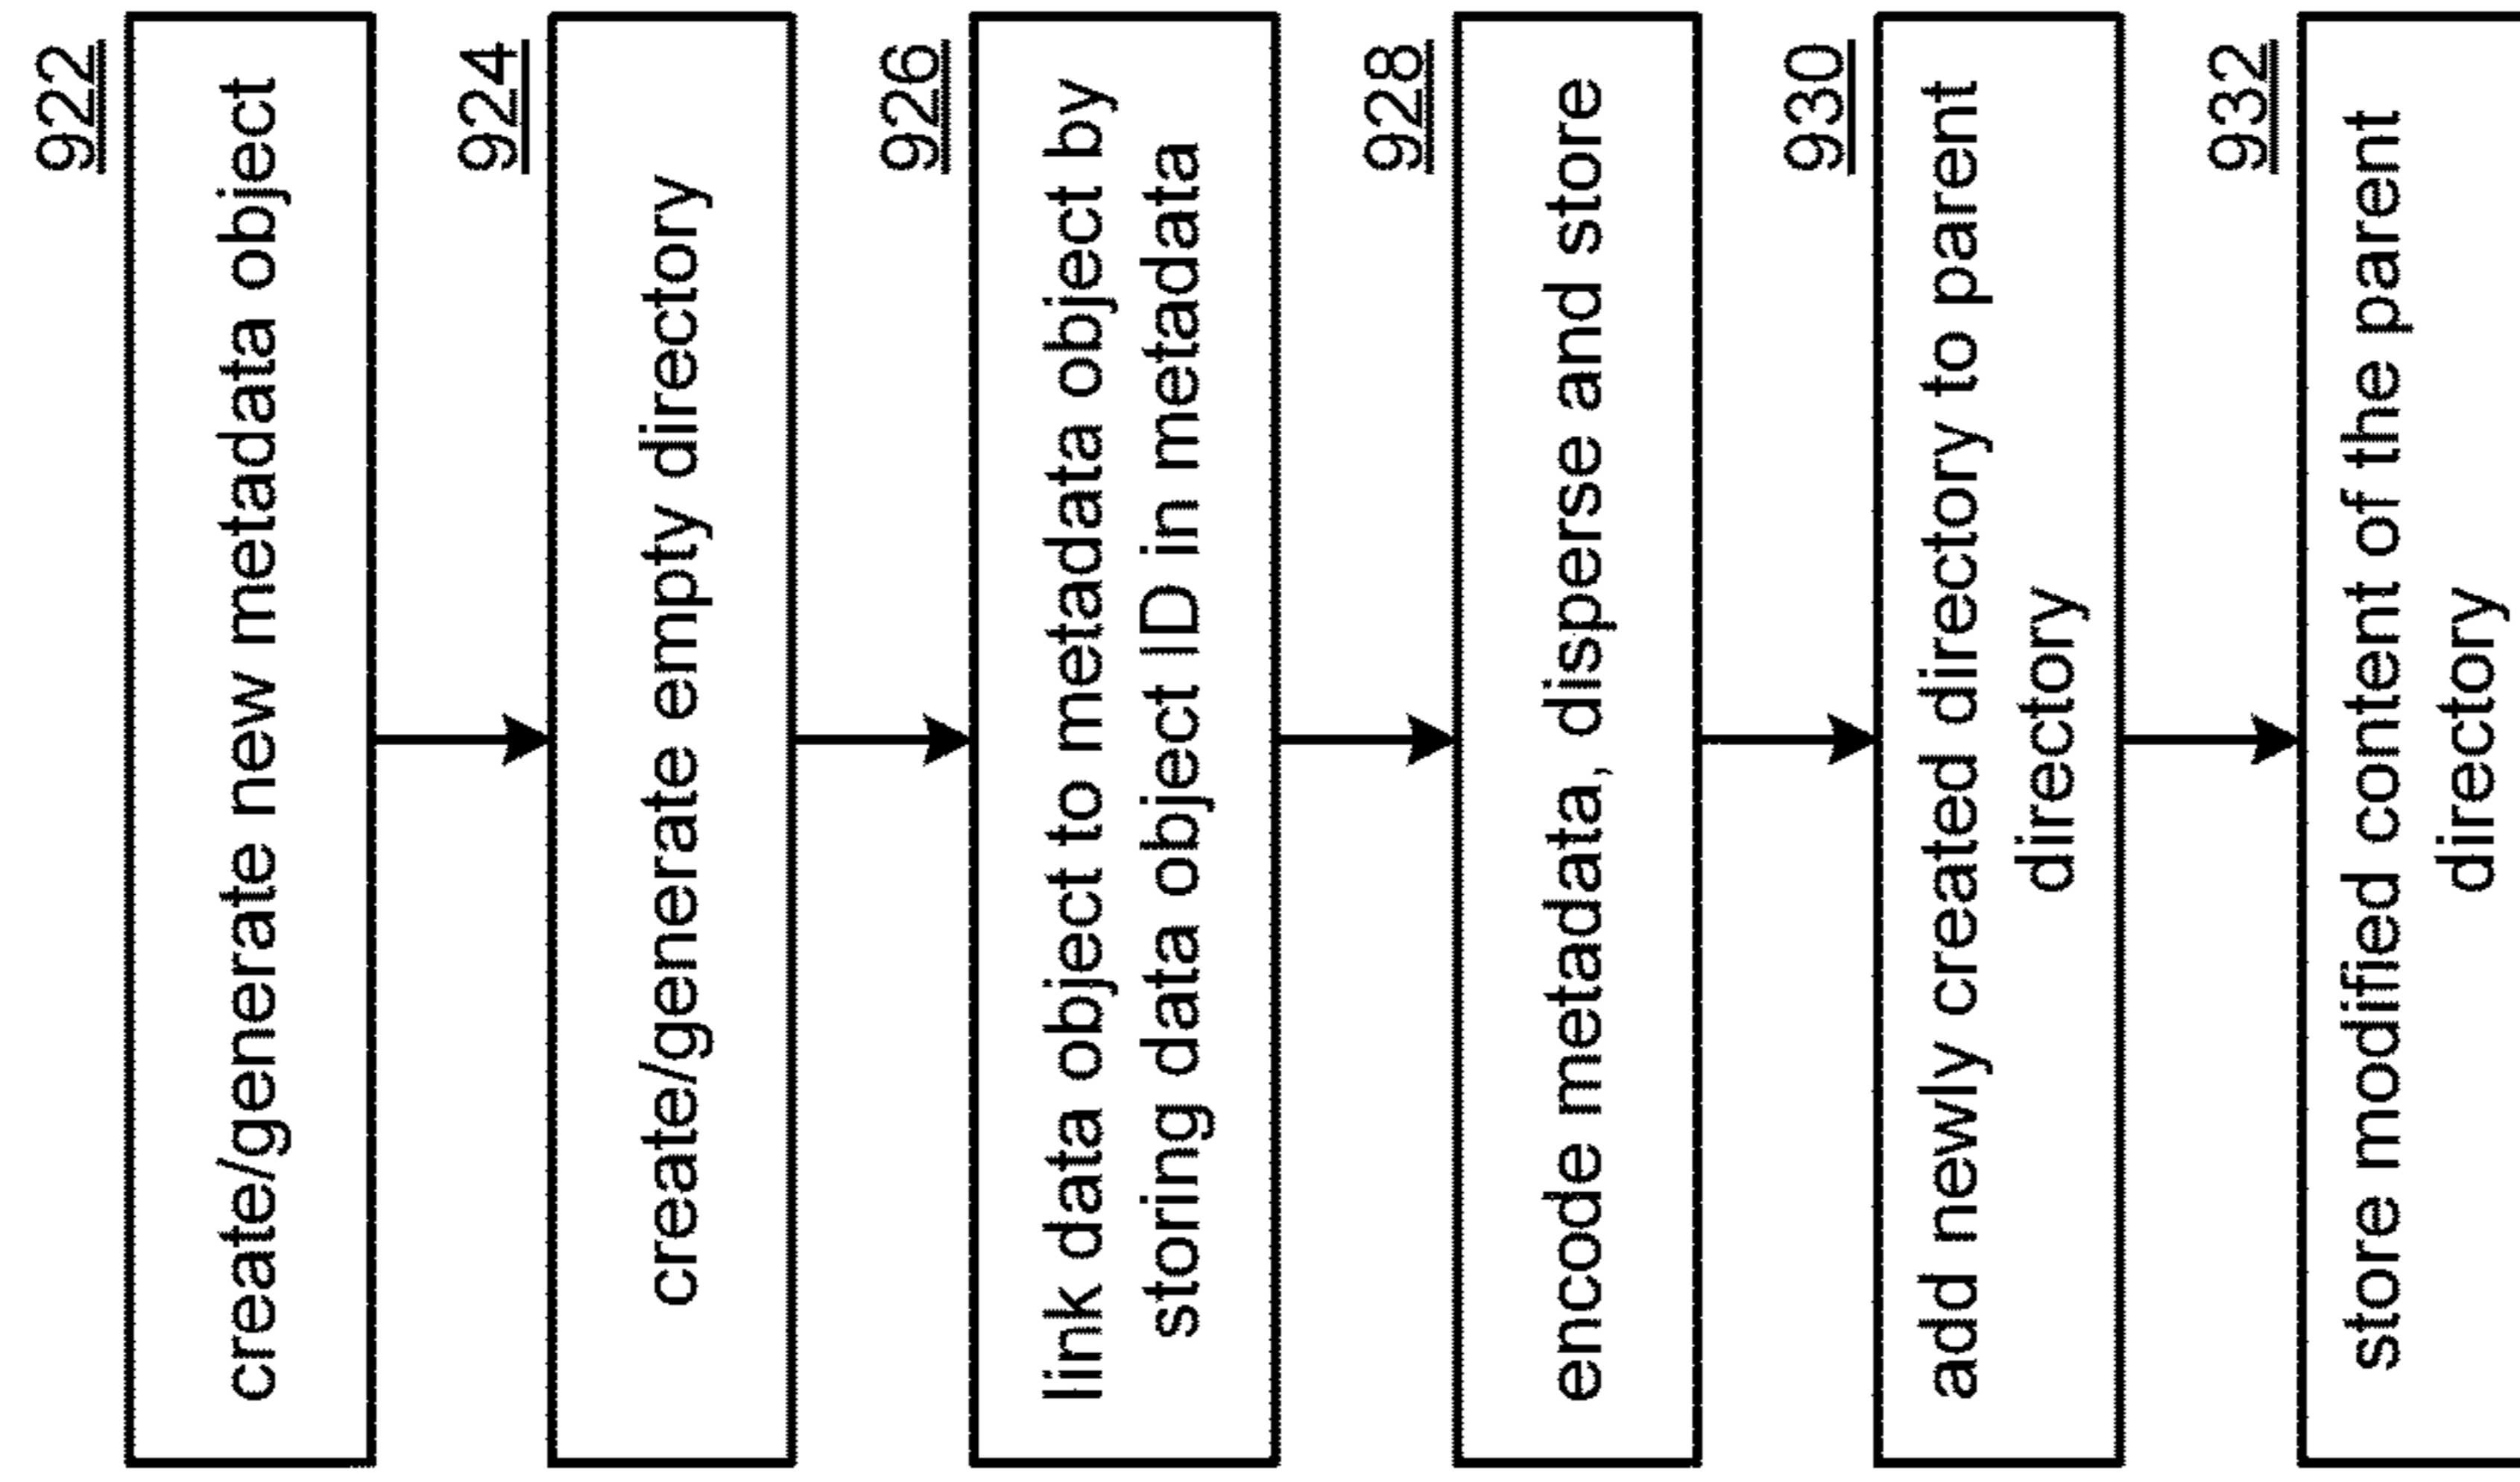 922
create/generate new metadata object
924
create/generate empty directory
926
link data object to metadata object by
storing data object ID in metadata
928
encode metadata, disperse and store
930
add newly created directory to parent
directory
932
store modified content of the parent
directory